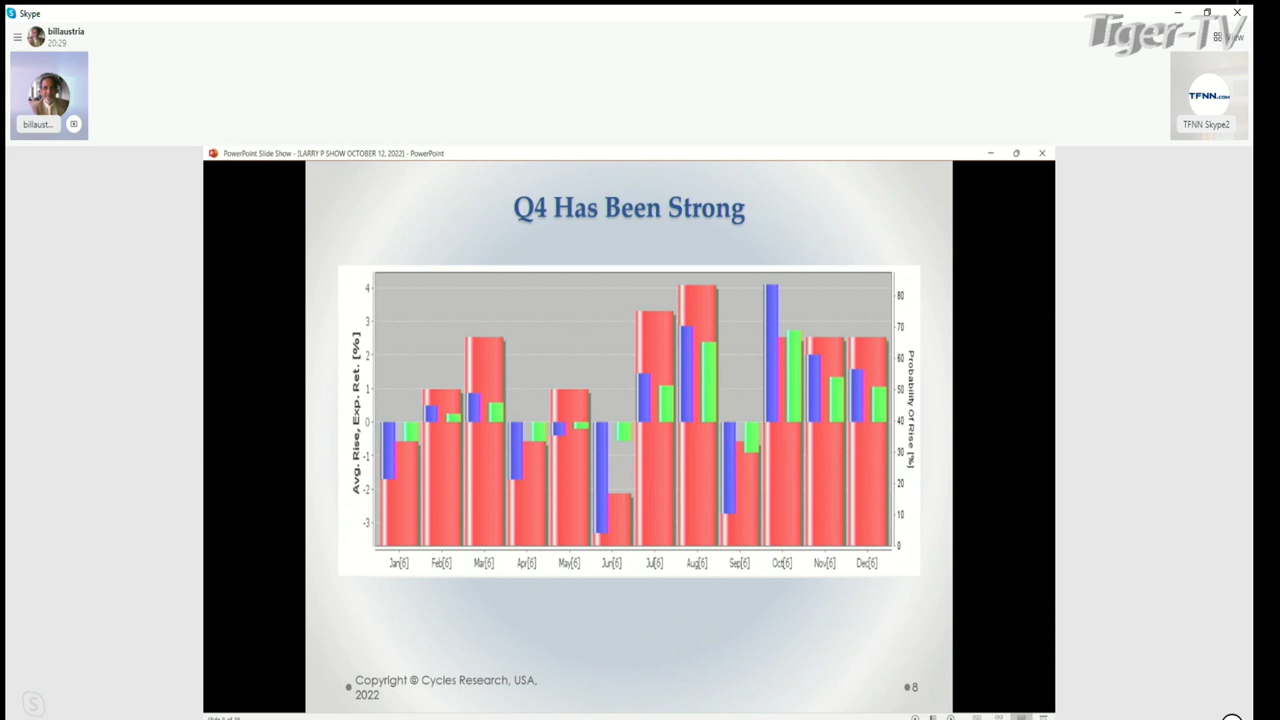 Skype
Tiger-TV
billaustria
View
20:29
TFNN.COM
billaust...
TFNN Skype2
PowerPoint Slide Show - [LARRY P SHOW OCTOBER 12, 2022] - PowerPoint
Q4 Has Been Strong
4
3
2
1
0
-1
-2
-3
Avg. Rise, Exp. Ret. [%]
80
70
60
50
40
30
20
10
0
Probability Of Rise [%]
Jan[6] Feb[6] Mar[6] Apr[6] May[6] Jun[6] Jul[6] Aug[6] Sep[6] Oct[6] Nov[6] Dec[6]
Copyright © Cycles Research, USA,
2022
8